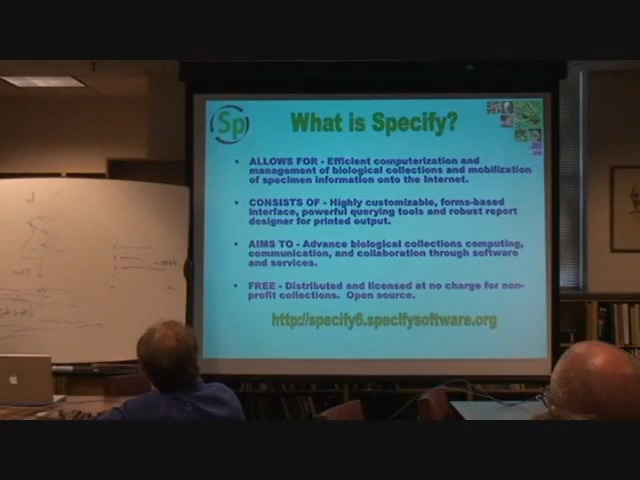 Sp
What is Specify?
• ALLOWS FOR - Efficient computerization and
management of biological collections and mobilization
of specimen information onto the Internet.
• CONSISTS OF - Highly customizable, forms-based
interface, powerful querying tools and robust report
designer for printed output.
• AIMS TO - Advance biological collections computing,
communication, and collaboration through software
and services.
• FREE - Distributed and licensed at no charge for non-
profit collections. Open source.
http://specify6.specifysoftware.org